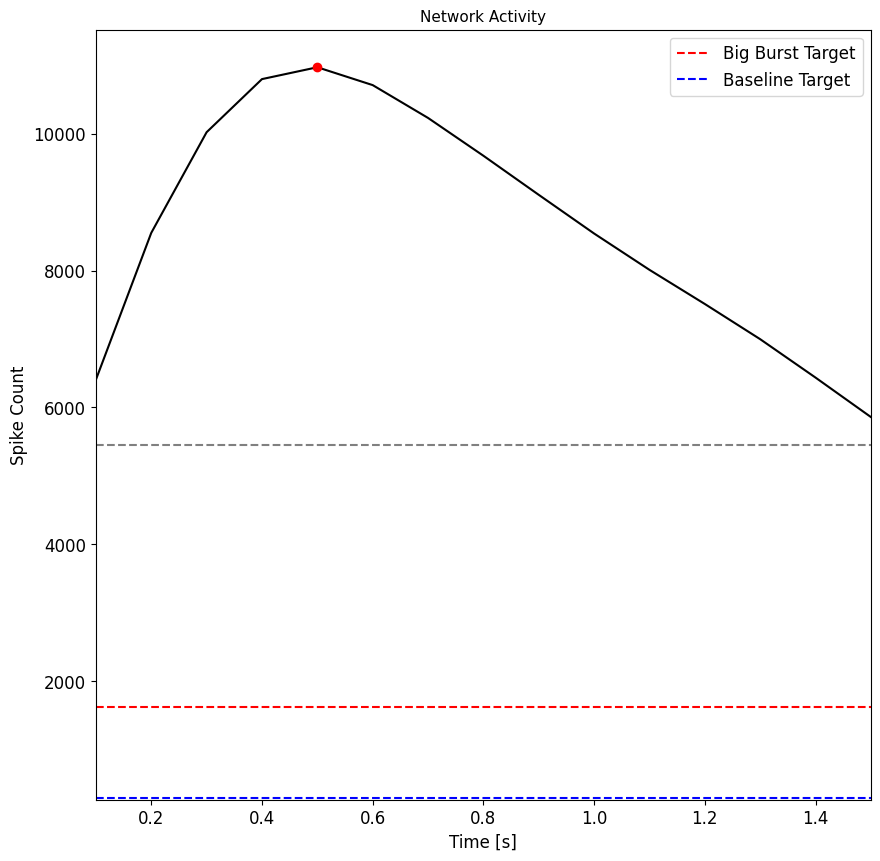 Network Activity
Big Burst Target
Baseline Target
10000
8000
6000
4000
2000
Spike Count
0.2 0.4 0.6 0.8 1.0 1.2 1.4
Time [s]